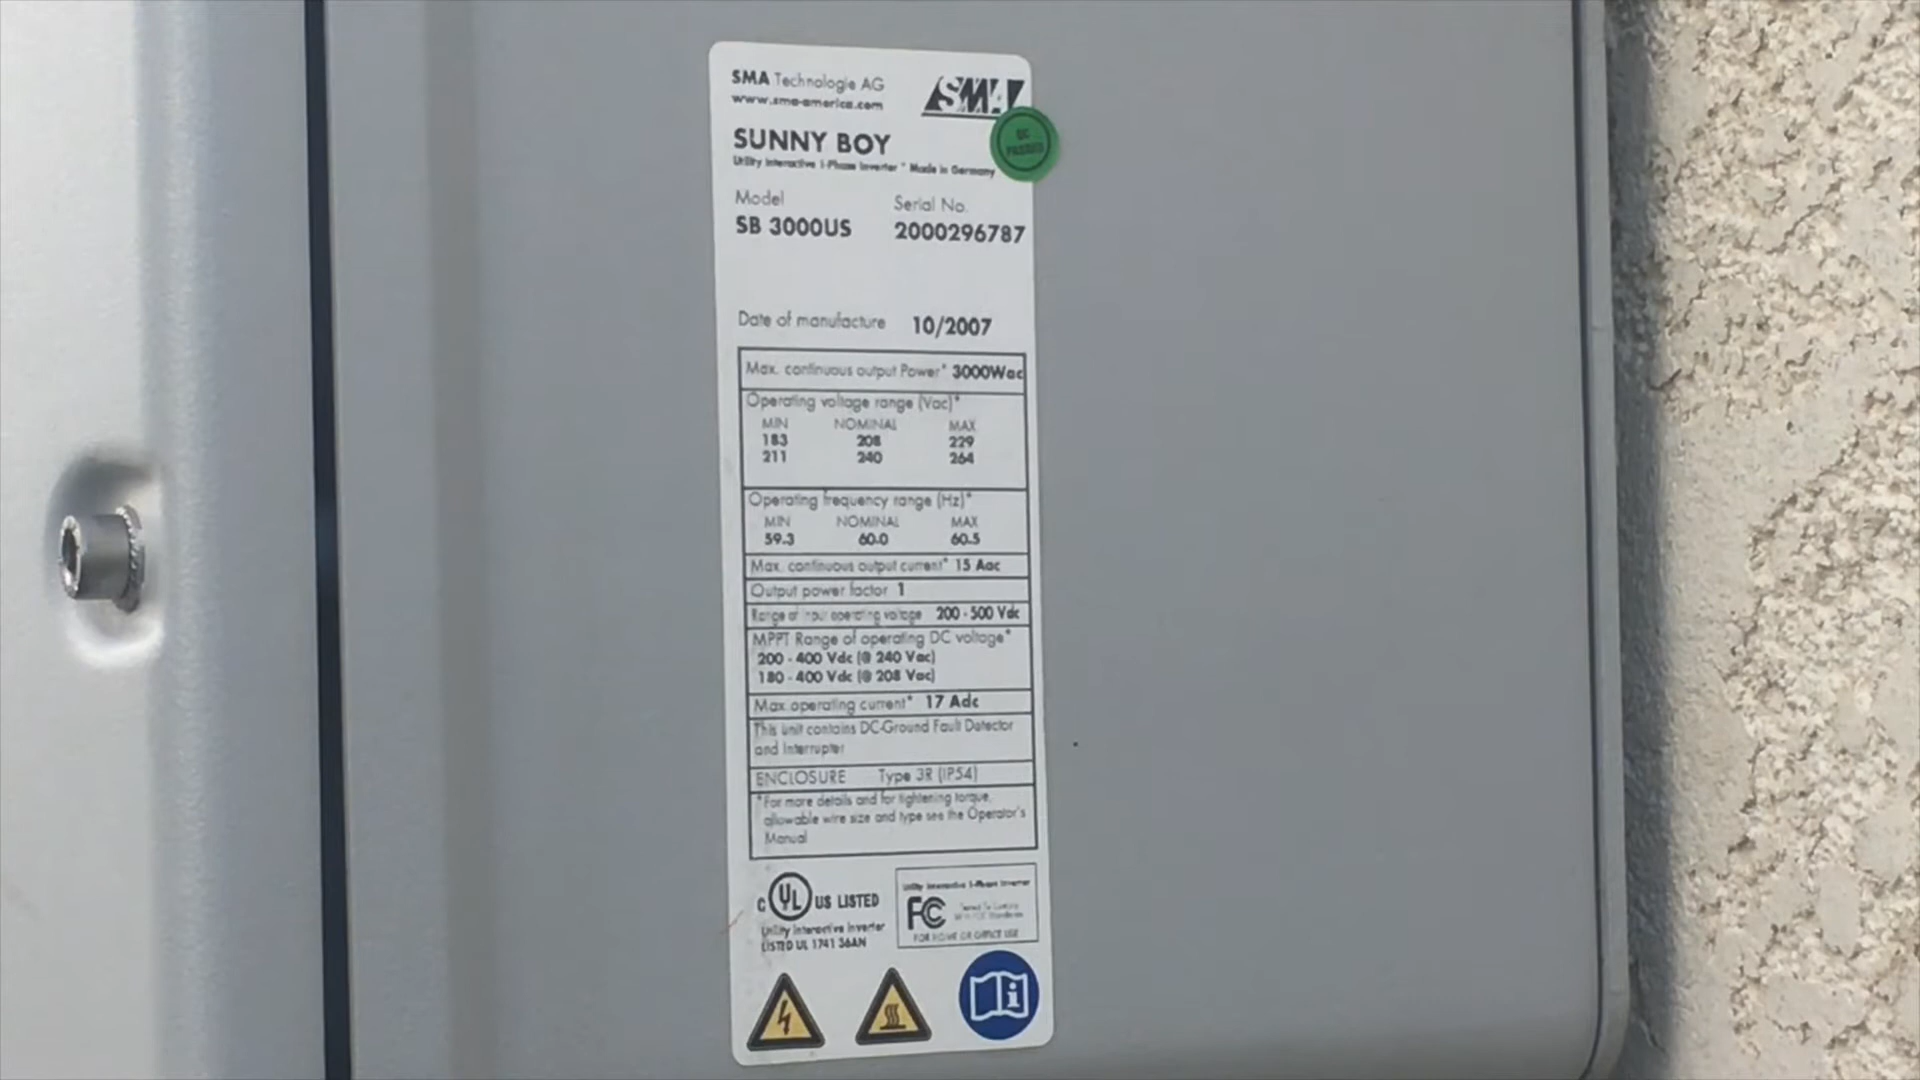 SMA Technologie AG
www.sma-america.com
SMA
QC
PASSED
SUNNY BOY
Utility Interactive 1-Phase Inverter * Made in Germany
Model Serial No.
SB 3000US 2000296787
Date of manufacture 10/2007
Max. continuous output Power* 3000Wac
Operating voltage range (Vac)*
MIN NOMINAL MAX
183 208 229
211 240 264
Operating frequency range (Hz)*
MIN NOMINAL MAX
59.3 60.0 60.5
Max. continuous output current* 15 Aac
Output power factor 1
Range of input operating voltage 200 - 500 Vdc
MPPT Range of operating DC voltage*
200 - 400 Vdc (@ 240 Vac)
180 - 400 Vdc (@ 208 Vac)
Max operating current* 17 Adc
This unit contains DC-Ground Fault Detector
and Interrupter
ENCLOSURE Type 3R (IP54)
*For more details and for tightening torque,
allowable wire size and type see the Operator's
Manual
c UL US LISTED
Utility Interactive Inverter
LISTED UL 1741 36AN
Utility Interactive 1-Phase Inverter
FC
FOR HOME OR OFFICE USE
i